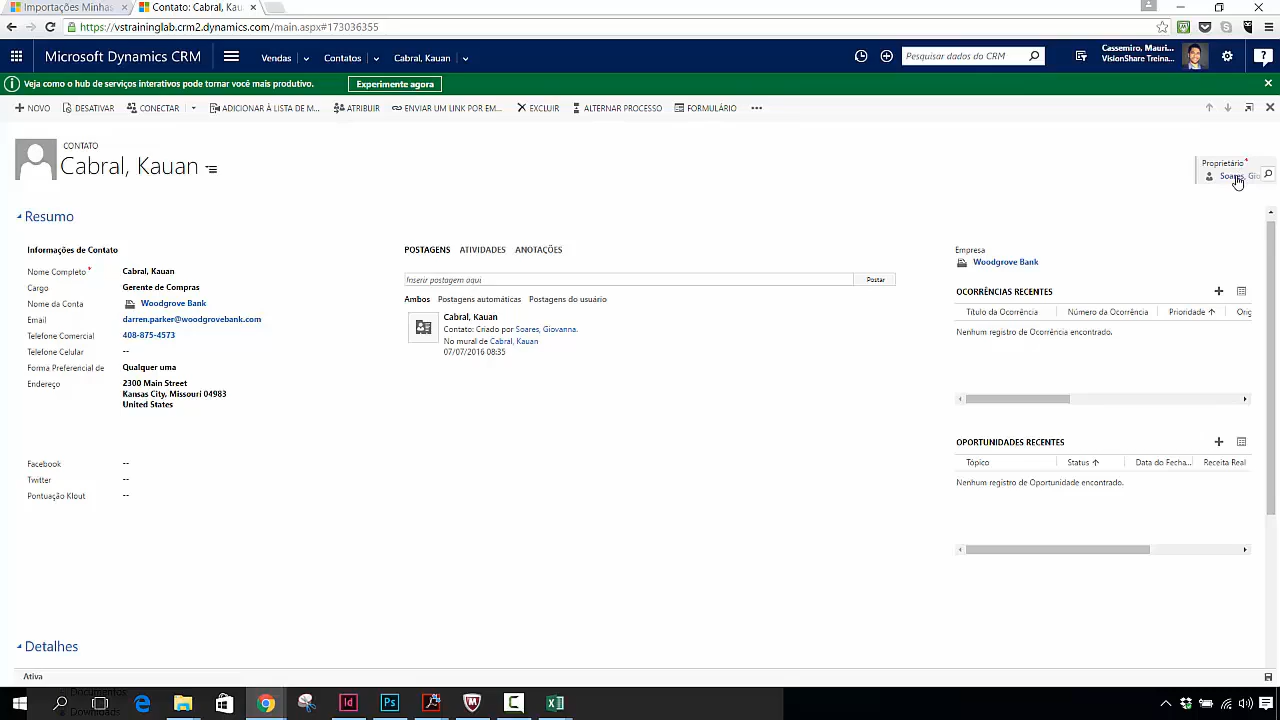 Importações Minhas
Contato: Cabral, Kau
https://vstraininglab.crm2.dynamics.com/main.aspx#173036355
Microsoft Dynamics CRM
Vendas
Contatos
Cabral, Kauan
Pesquisar dados do CRM
Cassemiro, Mauri...
VisionShare Treina...
Veja como o hub de serviços interativos pode tornar você mais produtivo.
Experimente agora
NOVO
DESATIVAR
CONECTAR
ADICIONAR À LISTA DE M...
ATRIBUIR
ENVIAR UM LINK POR EM...
EXCLUIR
ALTERNAR PROCESSO
FORMULÁRIO
CONTATO
Cabral, Kauan
Proprietário*
Soares, Gio
Resumo
Informações de Contato
Nome Completo*
Cabral, Kauan
Cargo
Gerente de Compras
Nome da Conta
Woodgrove Bank
Email
darren.parker@woodgrovebank.com
Telefone Comercial
408-875-4573
Telefone Celular
--
Forma Preferencial de
Qualquer uma
Endereço
2300 Main Street
Kansas City, Missouri 04983
United States
Facebook
--
Twitter
--
Pontuação Klout
--
POSTAGENS
ATIVIDADES
ANOTAÇÕES
Inserir postagem aqui
Postar
Ambos
Postagens automáticas
Postagens do usuário
Cabral, Kauan
Contato: Criado por Soares, Giovanna.
No mural de Cabral, Kauan
07/07/2016 08:35
Empresa
Woodgrove Bank
OCORRÊNCIAS RECENTES
Título da Ocorrência
Número da Ocorrência
Prioridade
Orig
Nenhum registro de Ocorrência encontrado.
OPORTUNIDADES RECENTES
Tópico
Status
Data do Fecha...
Receita Real
Nenhum registro de Oportunidade encontrado.
Detalhes
Ativa
Documentos
Downloads